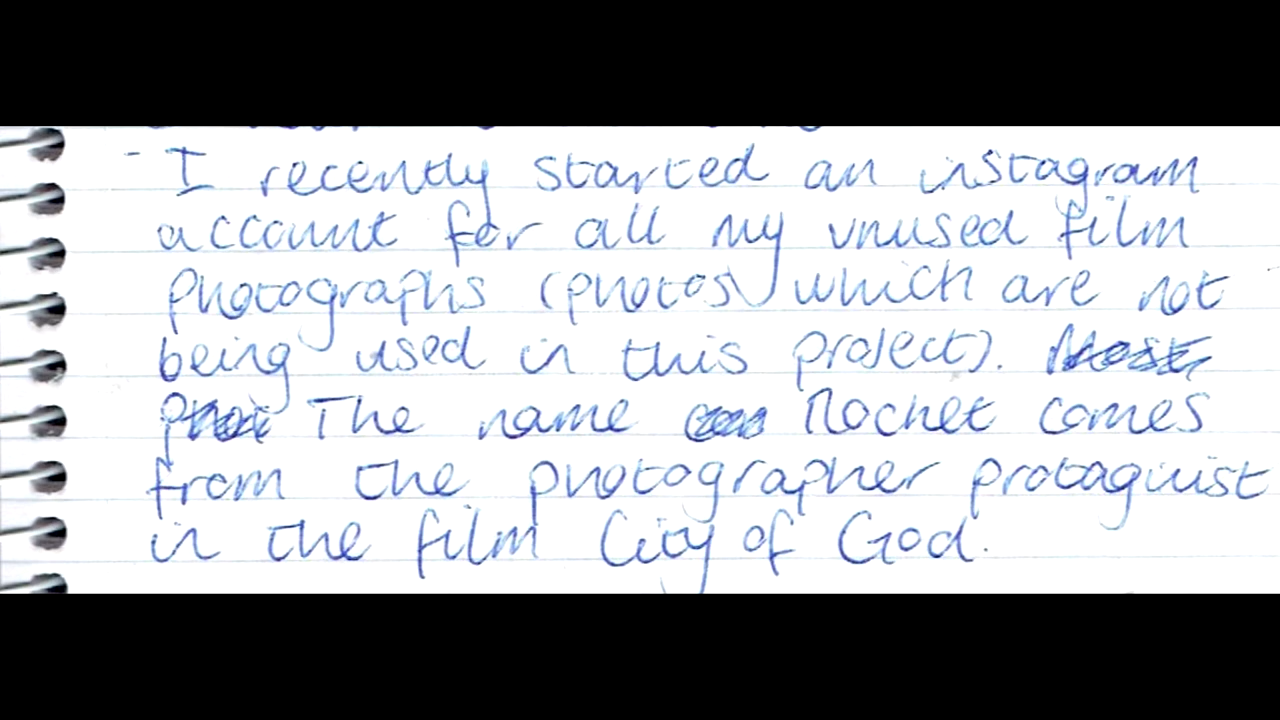 - I recently started an instagram
account for all my unused film
photographs (photos which are not
being used in this project).
The name Rocket comes
from the photographer protaguist
in the film City of God.